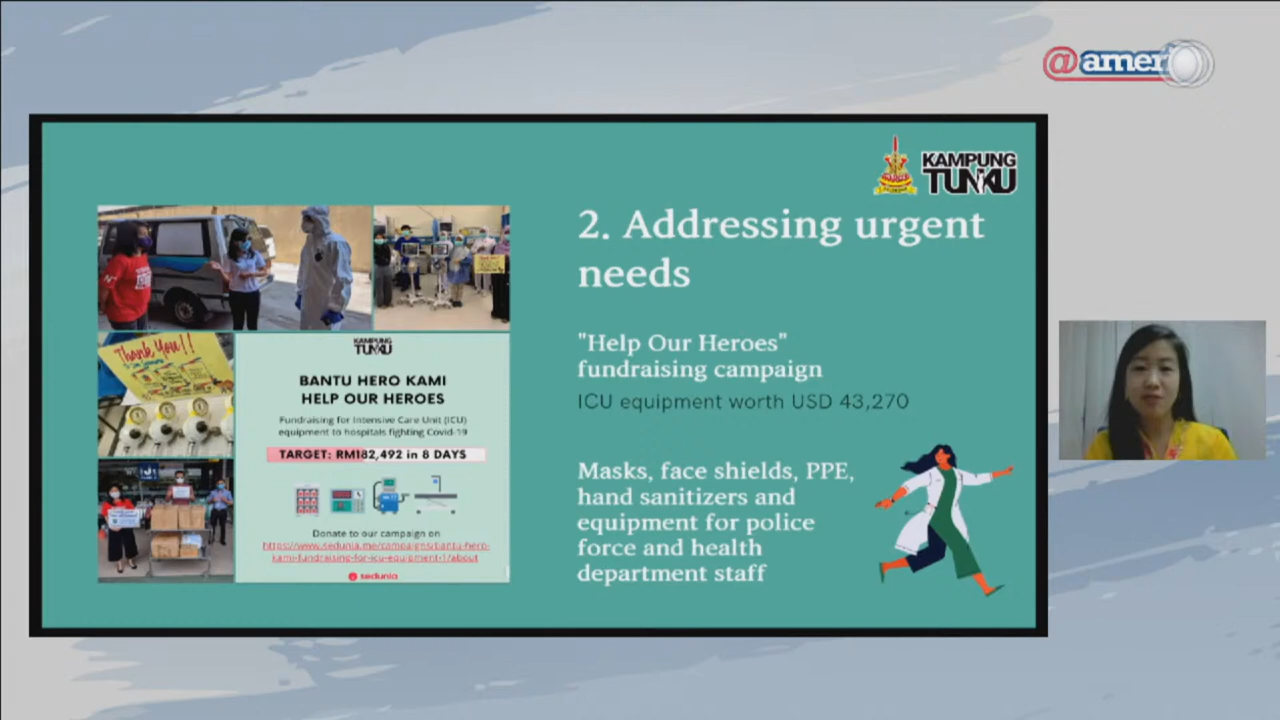 @amer
KAMPUNG
TUNKU
2. Addressing urgent
needs
"Help Our Heroes"
fundraising campaign
ICU equipment worth USD 43,270
Masks, face shields, PPE,
hand sanitizers and
equipment for police
force and health
department staff
Thank You!!
J1
KAMPUNG
TUNKU
BANTU HERO KAMI
HELP OUR HEROES
Fundraising for Intensive Care Unit (ICU)
equipment to hospitals fighting Covid-19
TARGET: RM182,492 in 8 DAYS
Donate to our campaign on
https://www.sedunia.me/campaigns/bantu-hero-
kami-fundraising-for-icu-equipment-1/about
sedunia